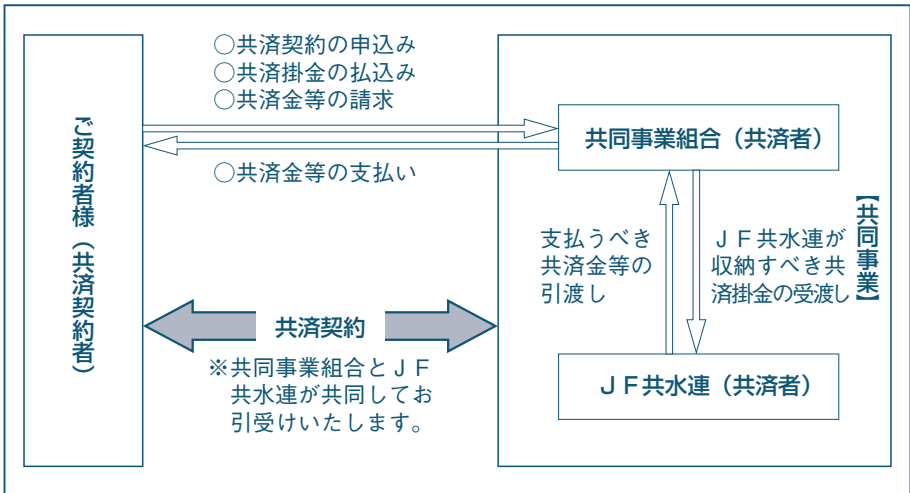 ○共済契約の申込み
○共済掛金の払込み
○共済金等の請求
○共済金等の支払い
ご契約者様（共済契約者）
共済契約
※共同事業組合とＪＦ
共水連が共同してお
引受けいたします。
共同事業組合（共済者）
支払うべき
共済金等の
引渡し
ＪＦ共水連が
収納すべき共
済掛金の受渡し
【共同事業】
ＪＦ共水連（共済者）